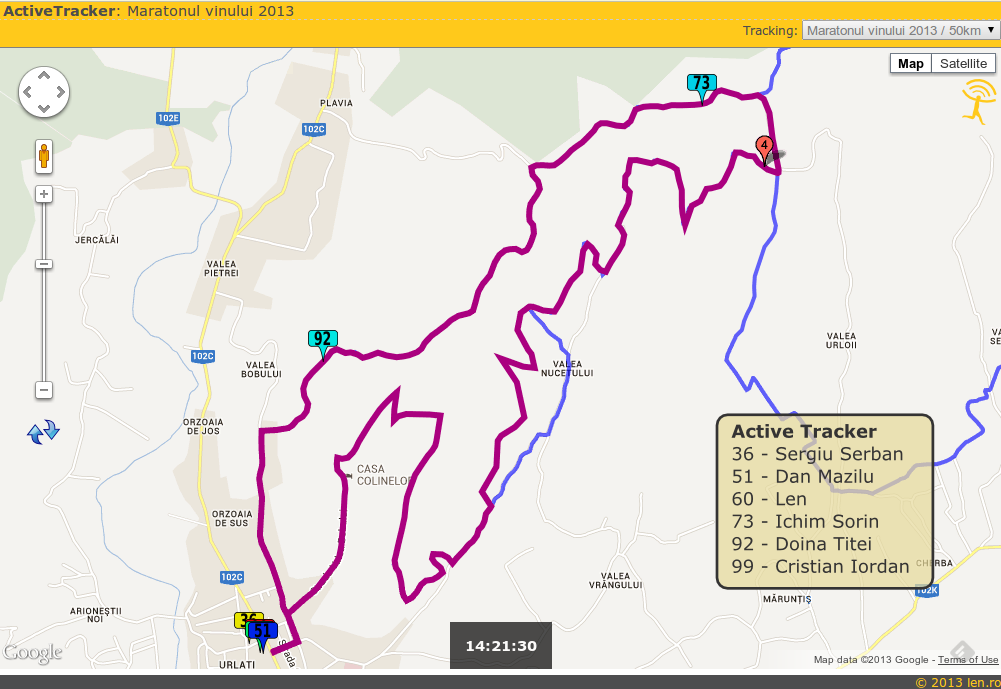 ActiveTracker: Maratonul vinului 2013
Tracking: Maratonul vinului 2013 / 50km
Map Satellite
73
PLAVIA
102E
102C
4
JERCĂLĂI
VALEA
PIETREI
92
VALEA
URLOII
102C
VALEA
BOBULUI
VALEA
NUCETULUI
ORZOAIA
DE JOS
Active Tracker
36 - Sergiu Serban
51 - Dan Mazilu
60 - Len
73 - Ichim Sorin
92 - Doina Titei
99 - Cristian Iordan
CASA
COLINELOR
ORZOAIA
DE SUS
102C
VALEA
VRÂNGULUI
CHERBA
102K
MĂRUNȚIȘ
ARIONEȘTII
NOI
36
51
14:21:30
Google
URLATI
Strada
Map data ©2013 Google - Terms of Use
© 2013 len.ro